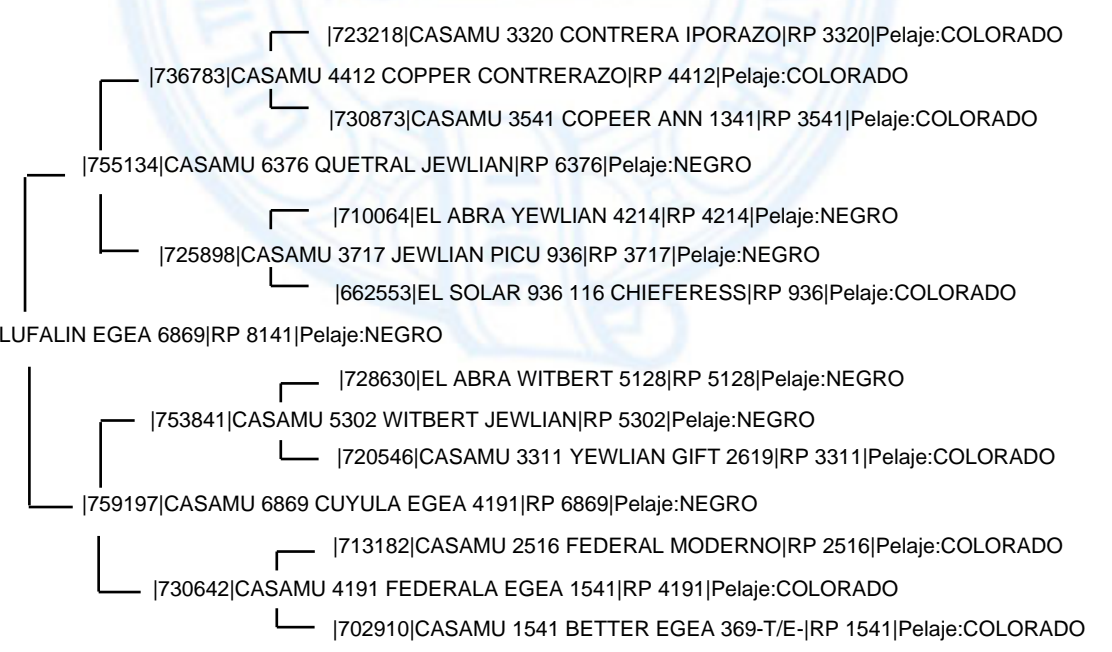 |723218|CASAMU 3320 CONTRERA IPORAZO|RP 3320|Pelaje:COLORADO
|736783|CASAMU 4412 COPPER CONTRERAZO|RP 4412|Pelaje:COLORADO
|730873|CASAMU 3541 COPEER ANN 1341|RP 3541|Pelaje:COLORADO
|755134|CASAMU 6376 QUETRAL JEWLIAN|RP 6376|Pelaje:NEGRO
|710064|EL ABRA YEWLIAN 4214|RP 4214|Pelaje:NEGRO
|725898|CASAMU 3717 JEWLIAN PICU 936|RP 3717|Pelaje:NEGRO
|662553|EL SOLAR 936 116 CHIEFERESS|RP 936|Pelaje:COLORADO
LUFALIN EGEA 6869|RP 8141|Pelaje:NEGRO
|728630|EL ABRA WITBERT 5128|RP 5128|Pelaje:NEGRO
|753841|CASAMU 5302 WITBERT JEWLIAN|RP 5302|Pelaje:NEGRO
|720546|CASAMU 3311 YEWLIAN GIFT 2619|RP 3311|Pelaje:COLORADO
|759197|CASAMU 6869 CUYULA EGEA 4191|RP 6869|Pelaje:NEGRO
|713182|CASAMU 2516 FEDERAL MODERNO|RP 2516|Pelaje:COLORADO
|730642|CASAMU 4191 FEDERALA EGEA 1541|RP 4191|Pelaje:COLORADO
|702910|CASAMU 1541 BETTER EGEA 369-T/E-|RP 1541|Pelaje:COLORADO